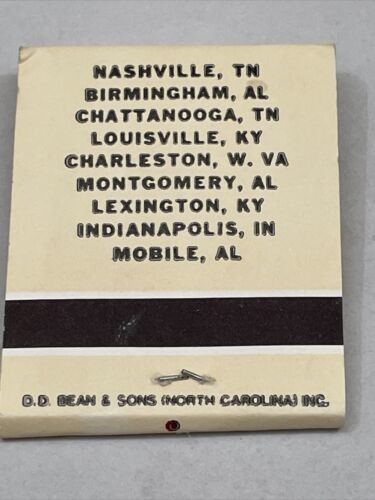 NASHVILLE, TN
BIRMINGHAM, AL
CHATTANOOGA, TN
LOUISVILLE, KY
CHARLESTON, W. VA
MONTGOMERY, AL
LEXINGTON, KY
INDIANAPOLIS, IN
MOBILE, AL
D.D. BEAN & SONS (NORTH CAROLINA) INC.